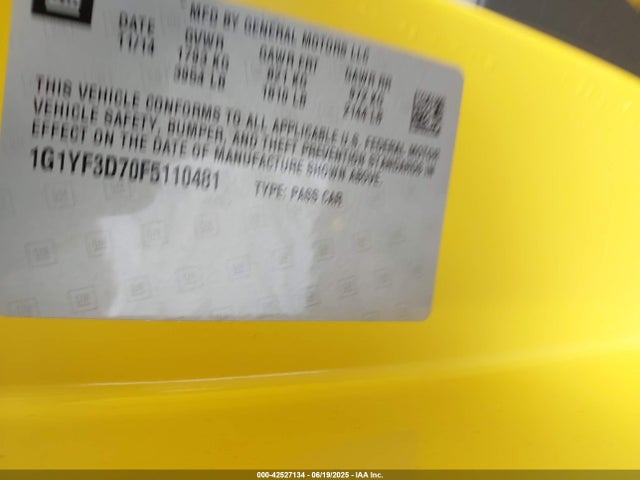 MFD BY GENERAL MOTORS LLC
DATE GVWR GAWR FRT GAWR RR
11/14 1793 KG 821 KG 972 KG
3954 LB 1810 LB 2144 LB
THIS VEHICLE CONFORMS TO ALL APPLICABLE U.S. FEDERAL MOTOR
VEHICLE SAFETY, BUMPER, AND THEFT PREVENTION STANDARDS IN
EFFECT ON THE DATE OF MANUFACTURE SHOWN ABOVE.
1G1YF3D70F5110481 TYPE: PASS CAR
000-42527134 - 06/19/2025 - IAA Inc.